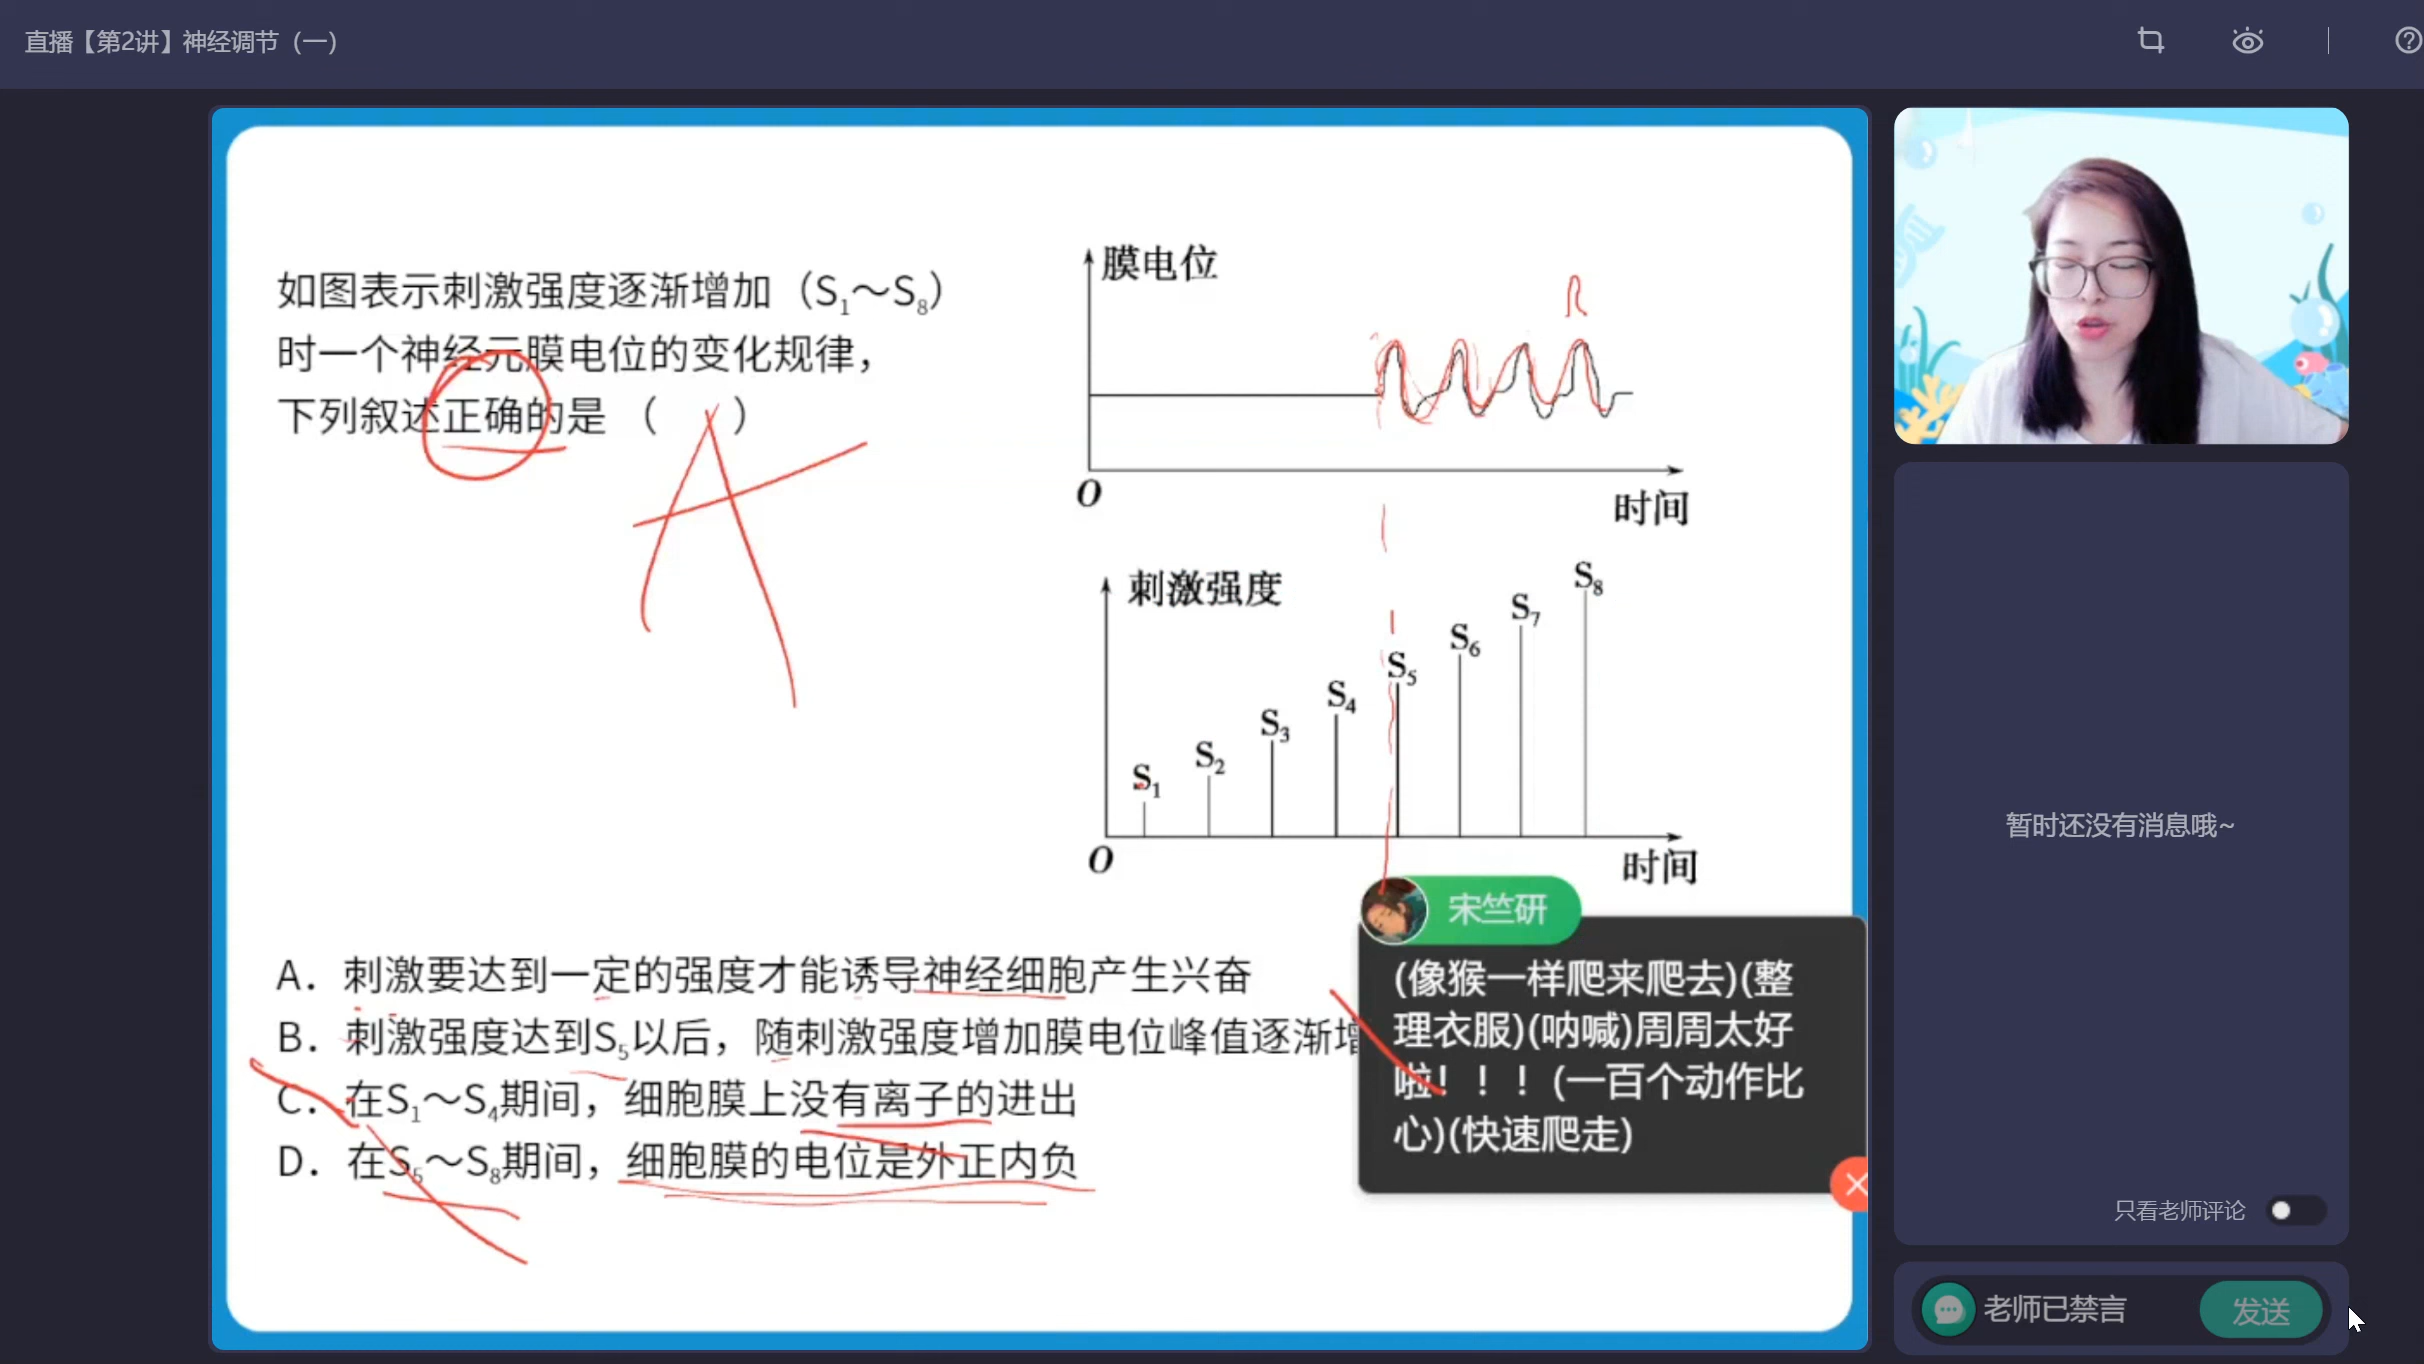 直播【第2讲】神经调节（一）
如图表示刺激强度逐渐增加（S1～S8）
时一个神经元膜电位的变化规律，
下列叙述正确的是（ ）
A
膜电位
O
时间
刺激强度
S1
S2
S3
S4
S5
S6
S7
S8
O
时间
A．刺激要达到一定的强度才能诱导神经细胞产生兴奋
B．刺激强度达到S5以后，随刺激强度增加膜电位峰值逐渐增
C．在S1～S4期间，细胞膜上没有离子的进出
D．在S5～S8期间，细胞膜的电位是外正内负
宋竺研
(像猴一样爬来爬去)(整
理衣服)(呐喊)周周太好
啦！！！(一百个动作比
心)(快速爬走)
暂时还没有消息哦~
只看老师评论
老师已禁言
发送